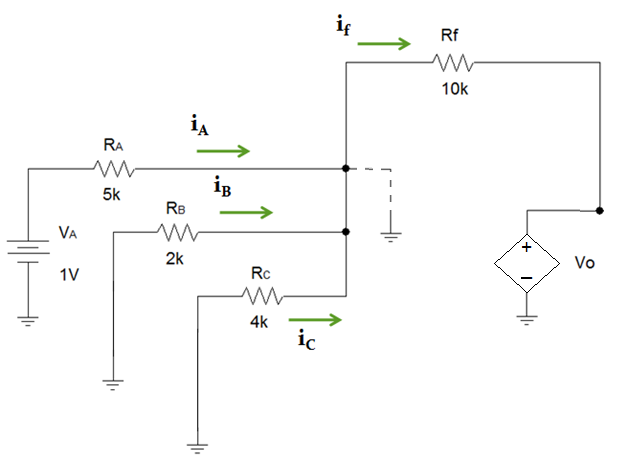 if
Rf
10k
iA
RA
5k
iB
RB
2k
VA
1V
RC
4k
iC
+
−
Vo